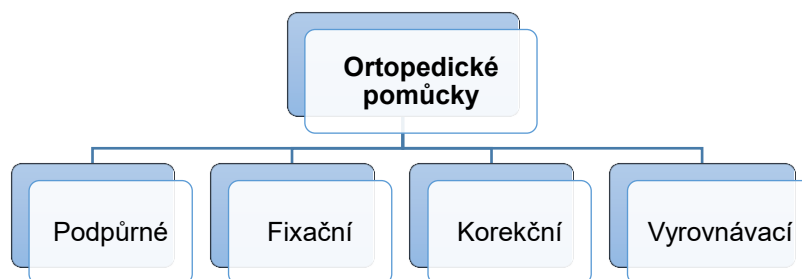 Ortopedické
pomůcky
Podpůrné
Fixační
Korekční
Vyrovnávací